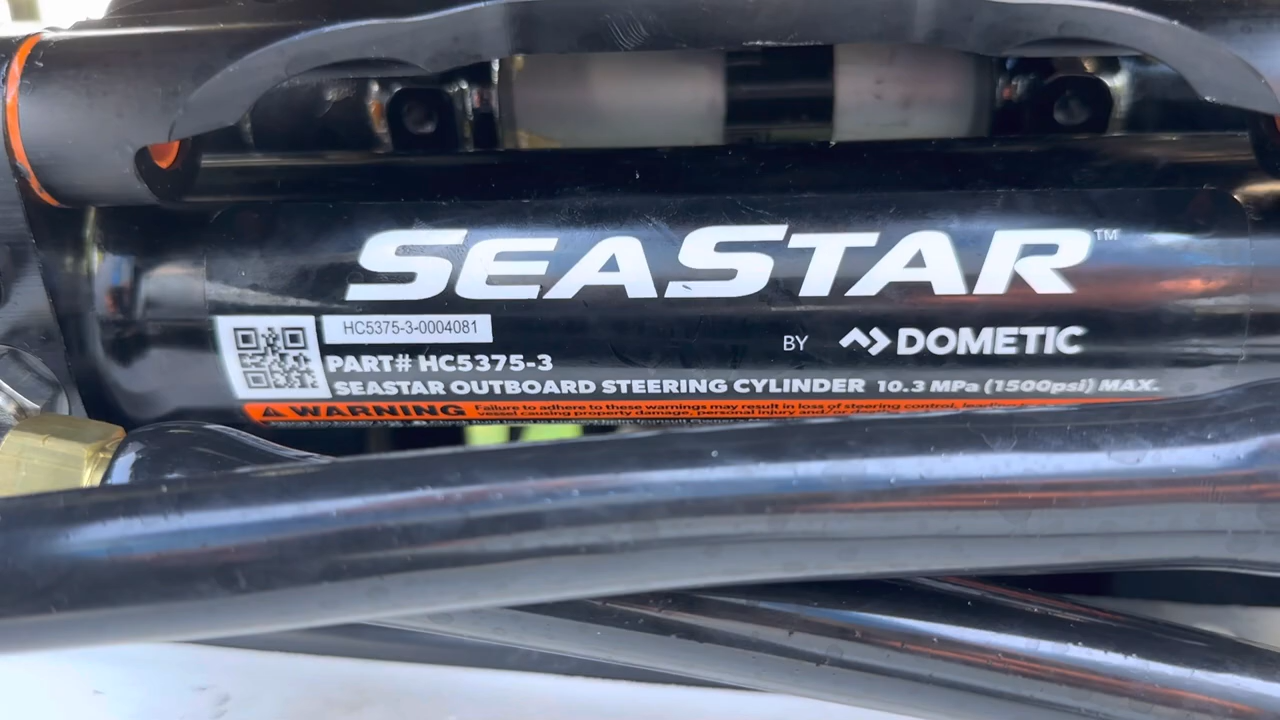 SEASTAR™
HC5375-3-0004081
BY DOMETIC
PART# HC5375-3
SEASTAR OUTBOARD STEERING CYLINDER 10.3 MPa (1500psi) MAX.
WARNING Failure to adhere to these warnings may result in loss of steering control,
vessel causing property damage, personal injury and/or